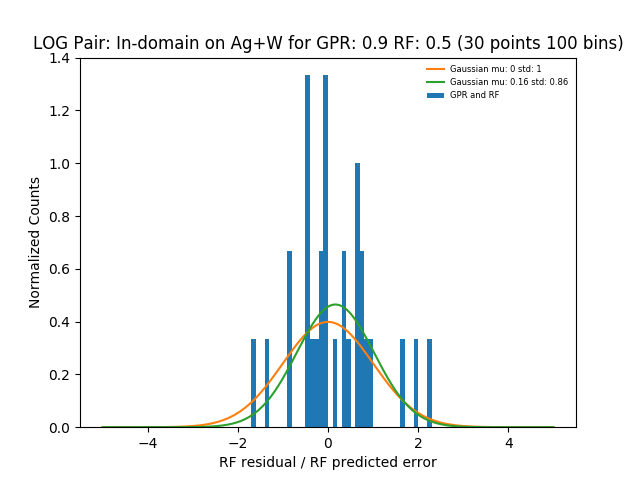 LOG Pair: In-domain on Ag+W for GPR: 0.9 RF: 0.5 (30 points 100 bins)
1.4
1.2
1.0
0.8
0.6
0.4
0.2
0.0
Normalized Counts
Gaussian mu: 0 std: 1
Gaussian mu: 0.16 std: 0.86
GPR and RF
−4
−2
0
2
4
RF residual / RF predicted error